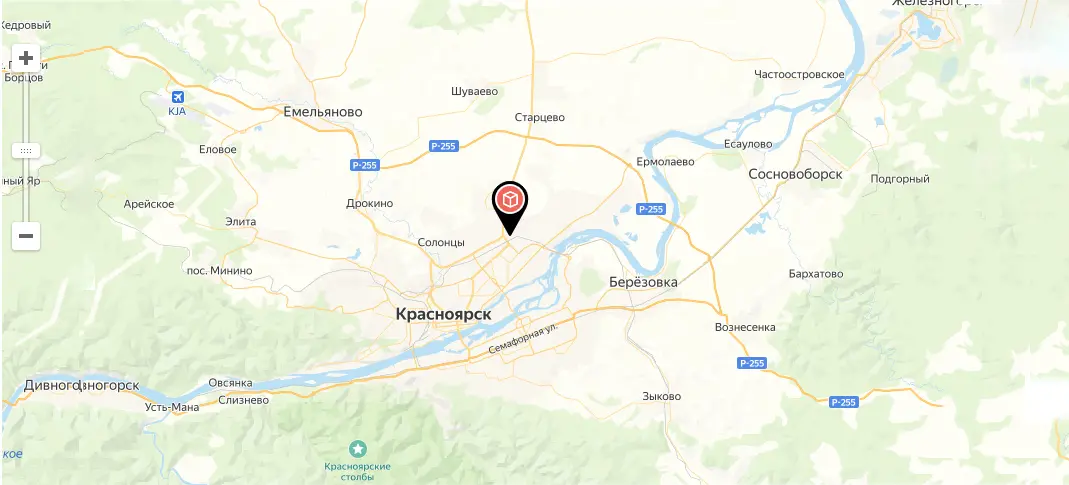 Кедровый
Железногор
Борцов
Частоостровское
KJA
Емельяново
Шуваево
Старцево
Р-255
Еловое
Р-255
Ермолаево
Есаулово
Сосновоборск
Подгорный
ный Яр
Арейское
Элита
Дрокино
Р-255
Солонцы
пос. Минино
Берёзовка
Бархатово
Красноярск
Семафорная ул.
Вознесенка
Р-255
Овсянка
Слизнево
Усть-Мана
Зыково
Р-255
кое
Красноярские
столбы